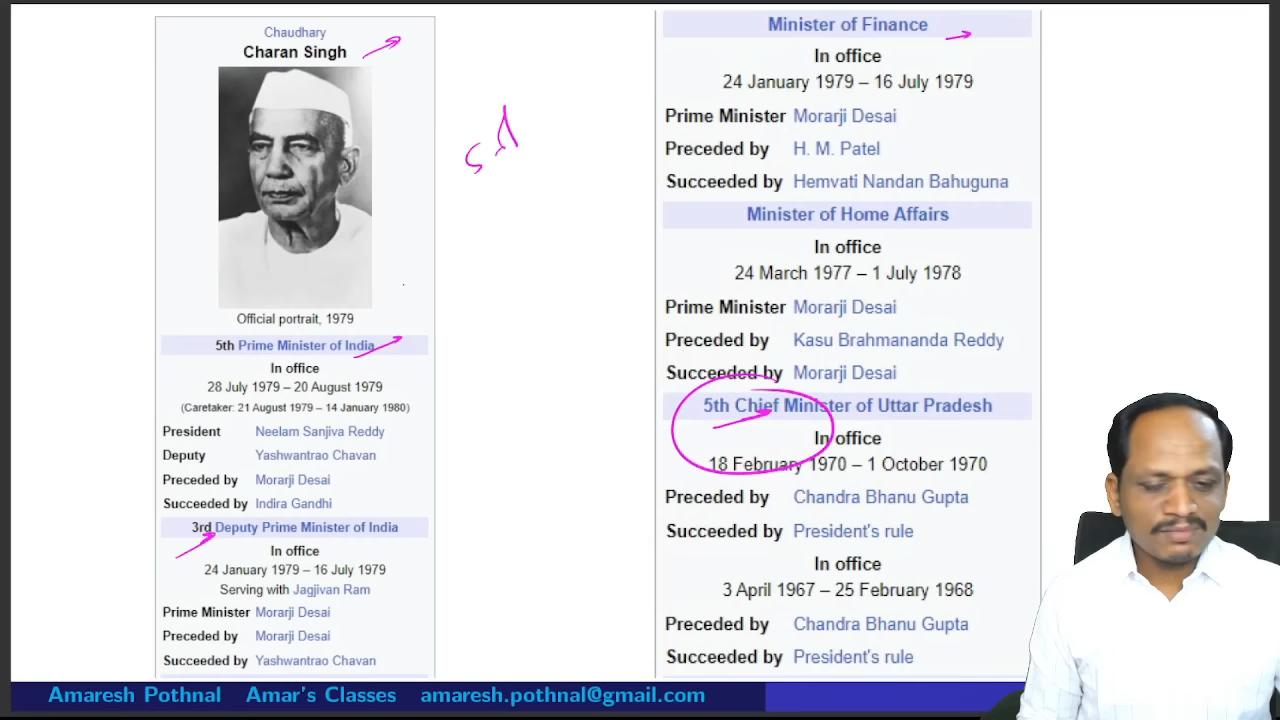 Chaudhary
Charan Singh
Official portrait, 1979
5th Prime Minister of India
In office
28 July 1979 – 20 August 1979
(Caretaker: 21 August 1979 – 14 January 1980)
President Neelam Sanjiva Reddy
Deputy Yashwantrao Chavan
Preceded by Morarji Desai
Succeeded by Indira Gandhi
3rd Deputy Prime Minister of India
In office
24 January 1979 – 16 July 1979
Serving with Jagjivan Ram
Prime Minister Morarji Desai
Preceded by Morarji Desai
Succeeded by Yashwantrao Chavan
Minister of Finance
In office
24 January 1979 – 16 July 1979
Prime Minister Morarji Desai
Preceded by H. M. Patel
Succeeded by Hemvati Nandan Bahuguna
Minister of Home Affairs
In office
24 March 1977 – 1 July 1978
Prime Minister Morarji Desai
Preceded by Kasu Brahmananda Reddy
Succeeded by Morarji Desai
5th Chief Minister of Uttar Pradesh
In office
18 February 1970 – 1 October 1970
Preceded by Chandra Bhanu Gupta
Succeeded by President's rule
In office
3 April 1967 – 25 February 1968
Preceded by Chandra Bhanu Gupta
Succeeded by President's rule
Amaresh Pothnal Amar's Classes amaresh.pothnal@gmail.com